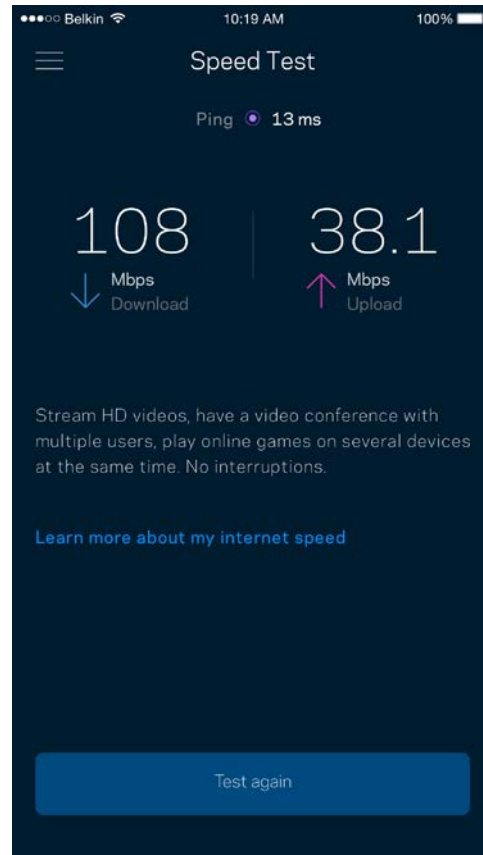 Belkin 10:19 AM 100%
Speed Test
Ping 13 ms
108 38.1
Mbps Mbps
Download Upload
Stream HD videos, have a video conference with
multiple users, play online games on several devices
at the same time. No interruptions.
Learn more about my internet speed
Test again